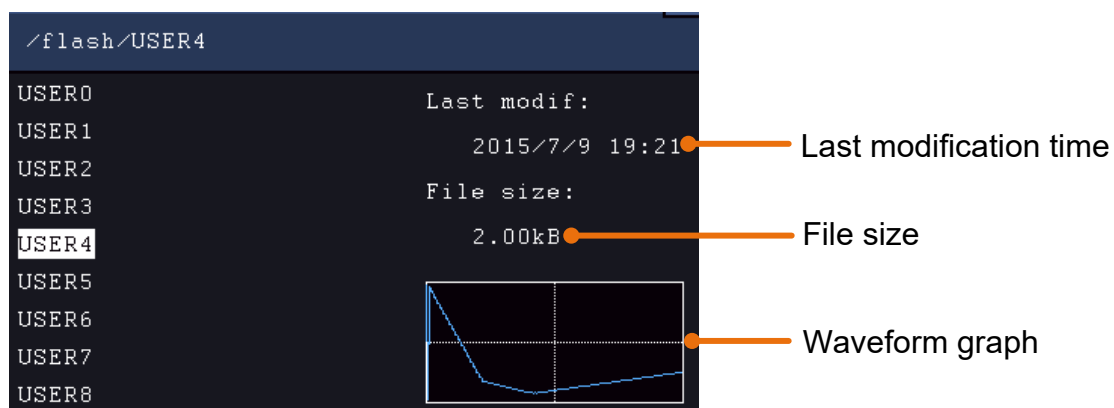 /flash/USER4
USER0
USER1
USER2
USER3
USER4
USER5
USER6
USER7
USER8
Last modif:
2015/7/9 19:21
File size:
2.00kB
Last modification time
File size
Waveform graph